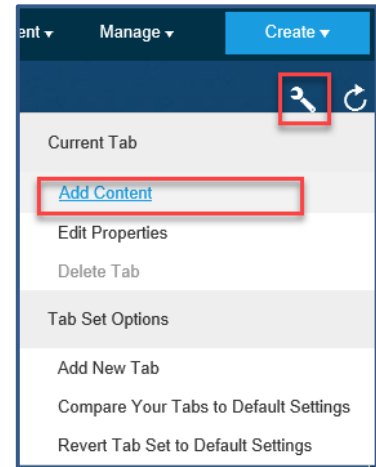 ent Manage Create
Current Tab
Add Content
Edit Properties
Delete Tab
Tab Set Options
Add New Tab
Compare Your Tabs to Default Settings
Revert Tab Set to Default Settings